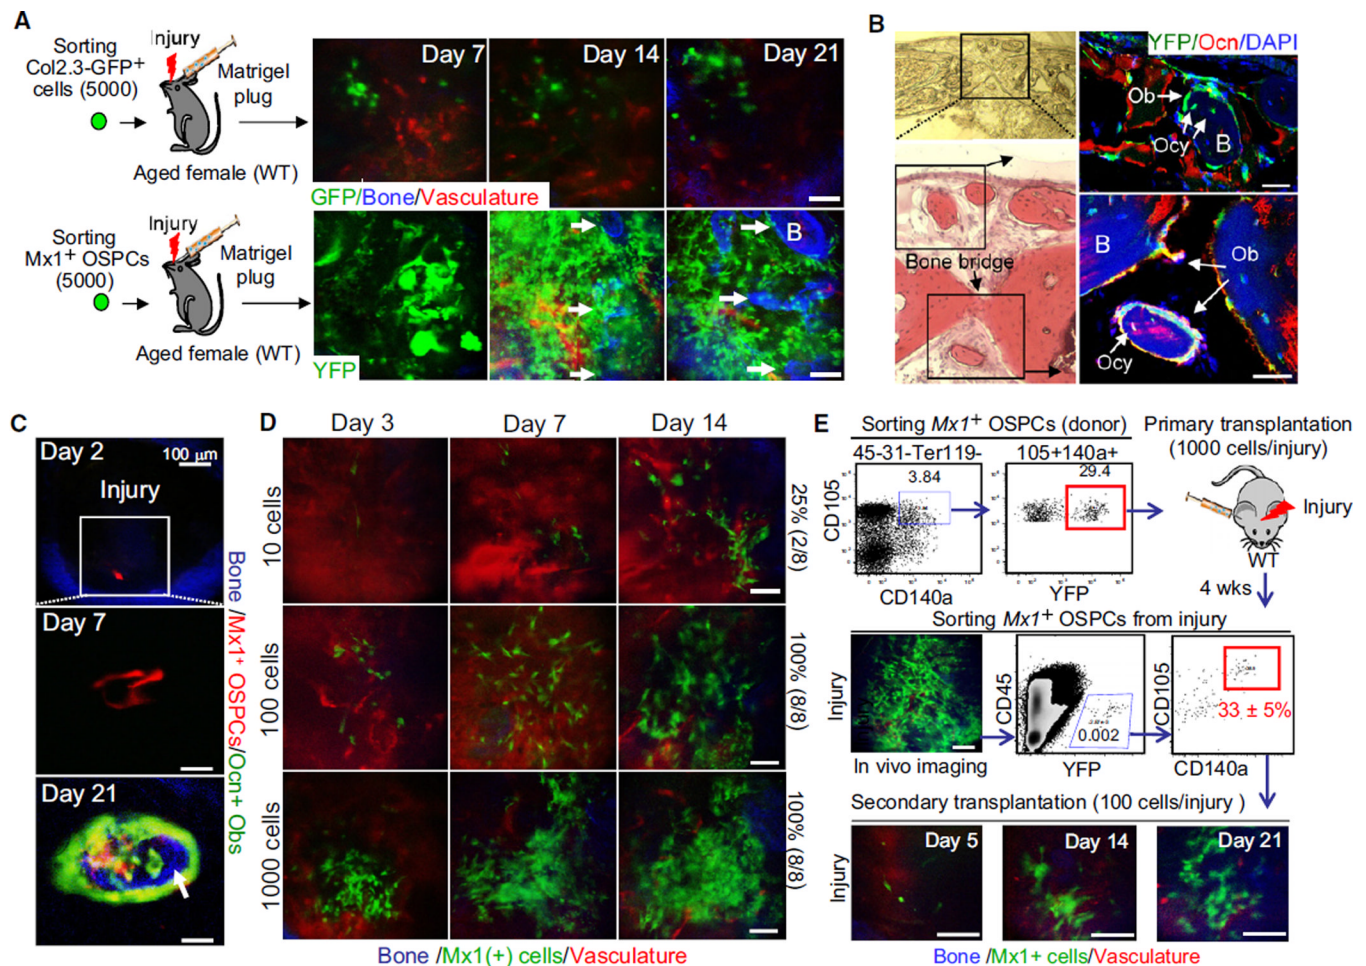 A
Sorting
Col2.3-GFP+
cells (5000)
Injury
Matrigel
plug
Aged female (WT)
Day 7
Day 14
Day 21
GFP/Bone/Vasculature
Sorting
Mx1+ OSPCs
(5000)
Injury
Matrigel
plug
Aged female (WT)
YFP
B
B
YFP/Ocn/DAPI
Ob
Ocy
B
Bone bridge
B
Ob
Ocy
C
Day 2
100 µm
Injury
Day 7
Day 21
Bone /Mx1+ OSPCs/Ocn+ Obs
D
Day 3
Day 7
Day 14
10 cells
25% (2/8)
100 cells
100% (8/8)
1000 cells
100% (8/8)
Bone /Mx1(+) cells/Vasculature
E
Sorting Mx1+ OSPCs (donor)
45-31-Ter119-
105+140a+
3.84
29.4
CD105
CD140a
YFP
Primary transplantation
(1000 cells/injury)
Injury
WT
4 wks
Sorting Mx1+ OSPCs from injury
Injury
In vivo imaging
CD45
0.002
YFP
CD105
33 ± 5%
CD140a
Secondary transplantation (100 cells/injury )
Injury
Day 5
Day 14
Day 21
Bone /Mx1+ cells/Vasculature